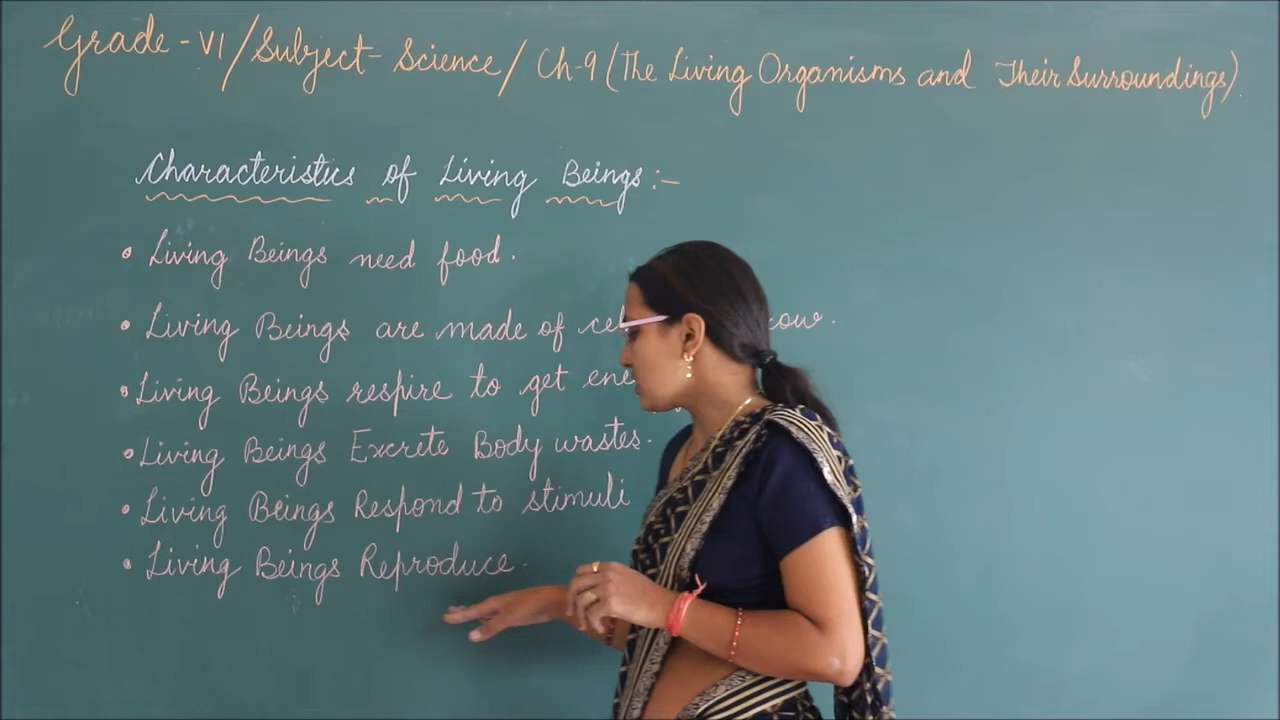 Grade - VI / Subject - Science / Ch-9 (The Living Organisms and Their Surroundings).
Characteristics of Living Beings :-
• Living Beings need food.
• Living Beings are made of
• Living Beings respire to get
• Living Beings Excrete Body wastes.
• Living Beings Respond to stimuli
• Living Beings Reproduce.